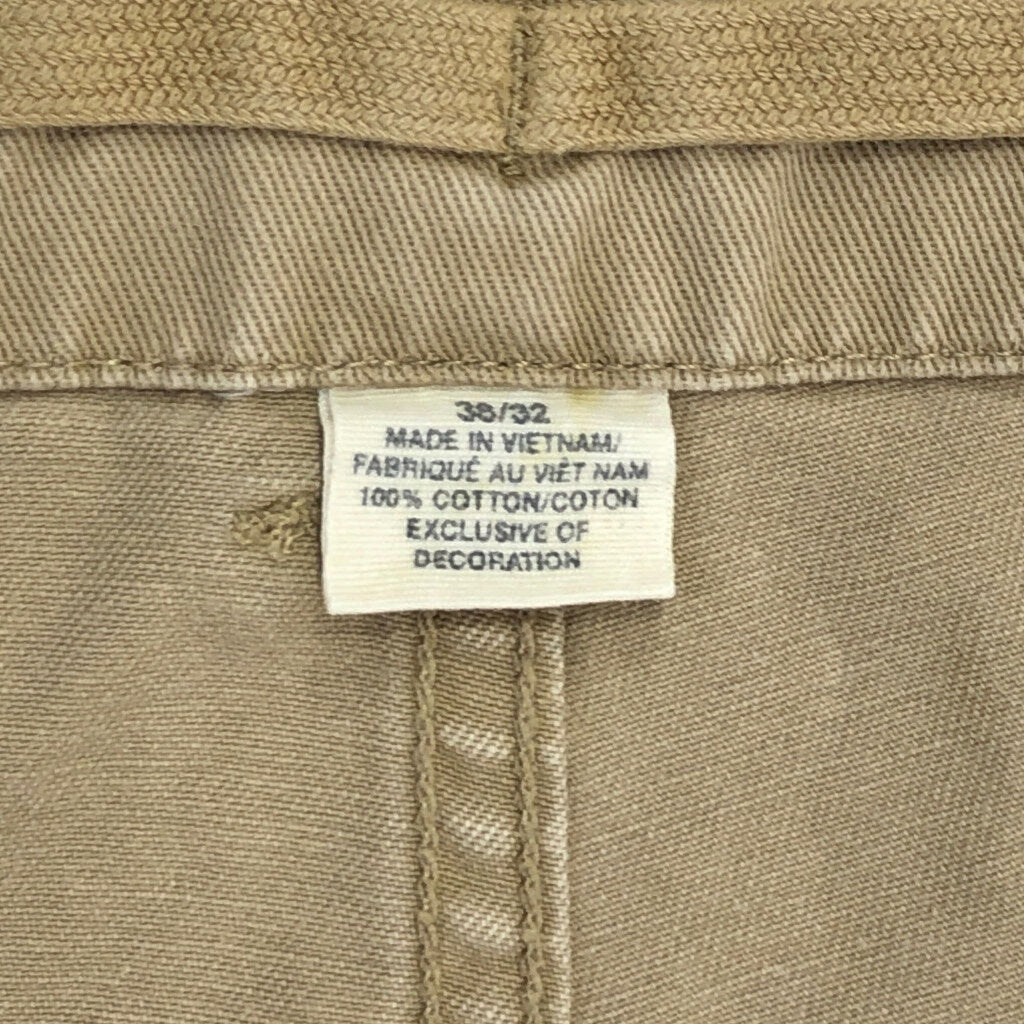 38/32
MADE IN VIETNAM/
FABRIQUÉ AU VIÊT NAM
100% COTTON/COTON
EXCLUSIVE OF
DECORATION